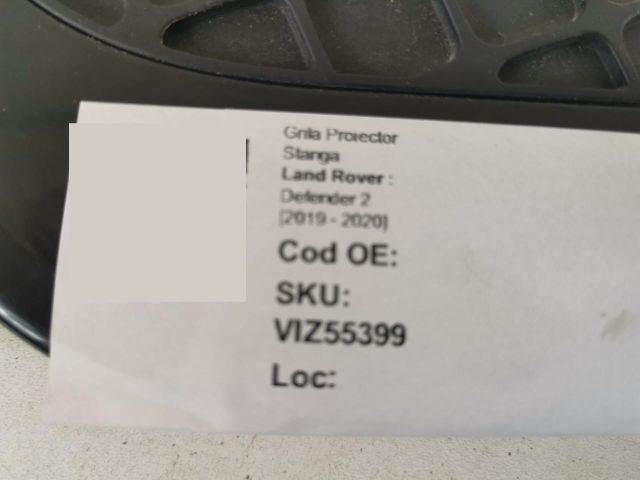 Grila Proiector
Stanga
Land Rover :
Defender 2
[2019 - 2020]
Cod OE:
SKU:
VIZ55399
Loc: